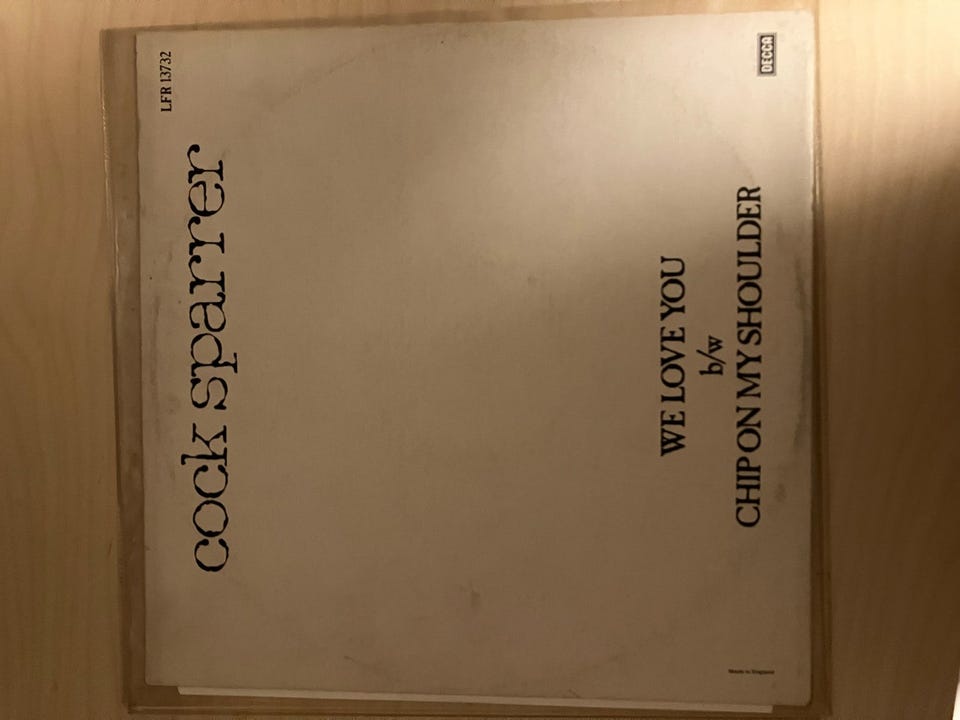 LFR 13732
cock sparrer
WE LOVE YOU
b/w
CHIP ON MY SHOULDER
Made in England
DECCA